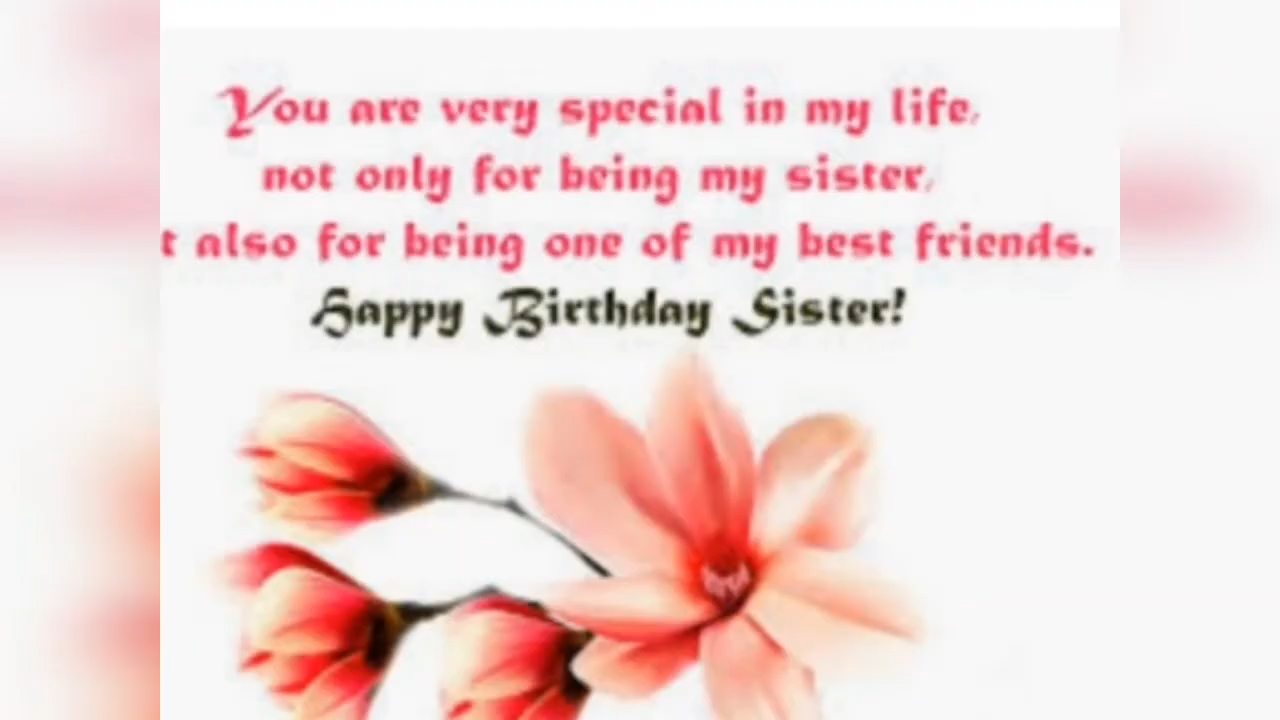 You are very special in my life,
not only for being my sister,
t also for being one of my best friends.
Happy Birthday Sister!